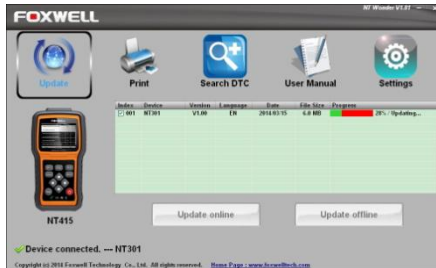 NT Wonder V1.01
FOXWELL
Update
Print
Search DTC
User Manual
Settings
Index Device Version Language Date File Size Progress
001 NT301 V1.00 EN 2014/03/15 6.0 MB 28% / Updating...
NT415
Update online
Update offline
Device connected. --- NT301
Copyright (c) 2014 Foxwell Technology Co., Ltd. All rights reserved. Home Page : www.foxwelltech.com